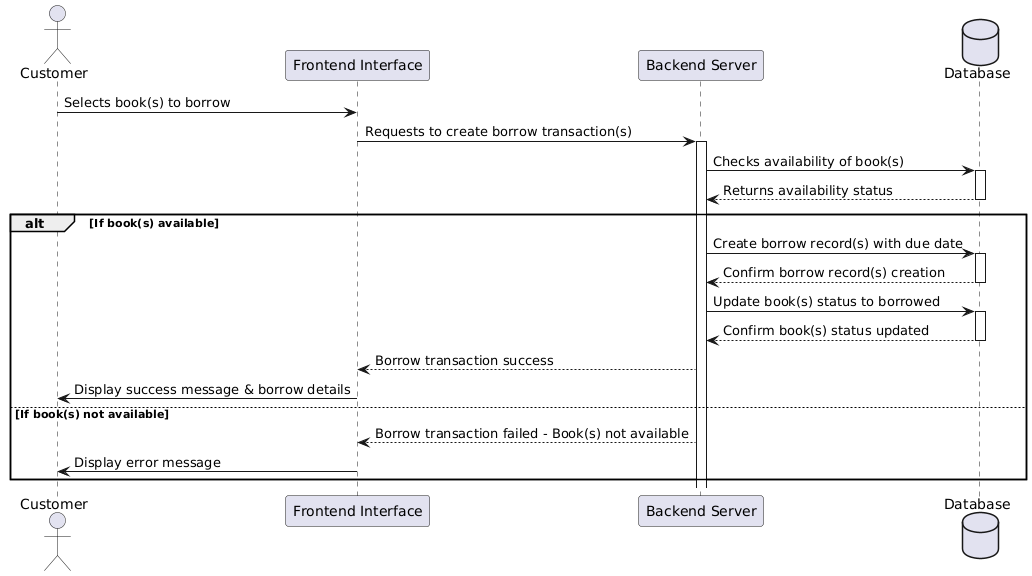 Customer
Frontend Interface
Backend Server
Database
Selects book(s) to borrow
Requests to create borrow transaction(s)
Checks availability of book(s)
Returns availability status
alt [If book(s) available]
Create borrow record(s) with due date
Confirm borrow record(s) creation
Update book(s) status to borrowed
Confirm book(s) status updated
Borrow transaction success
Display success message & borrow details
[If book(s) not available]
Borrow transaction failed - Book(s) not available
Display error message
Customer
Frontend Interface
Backend Server
Database